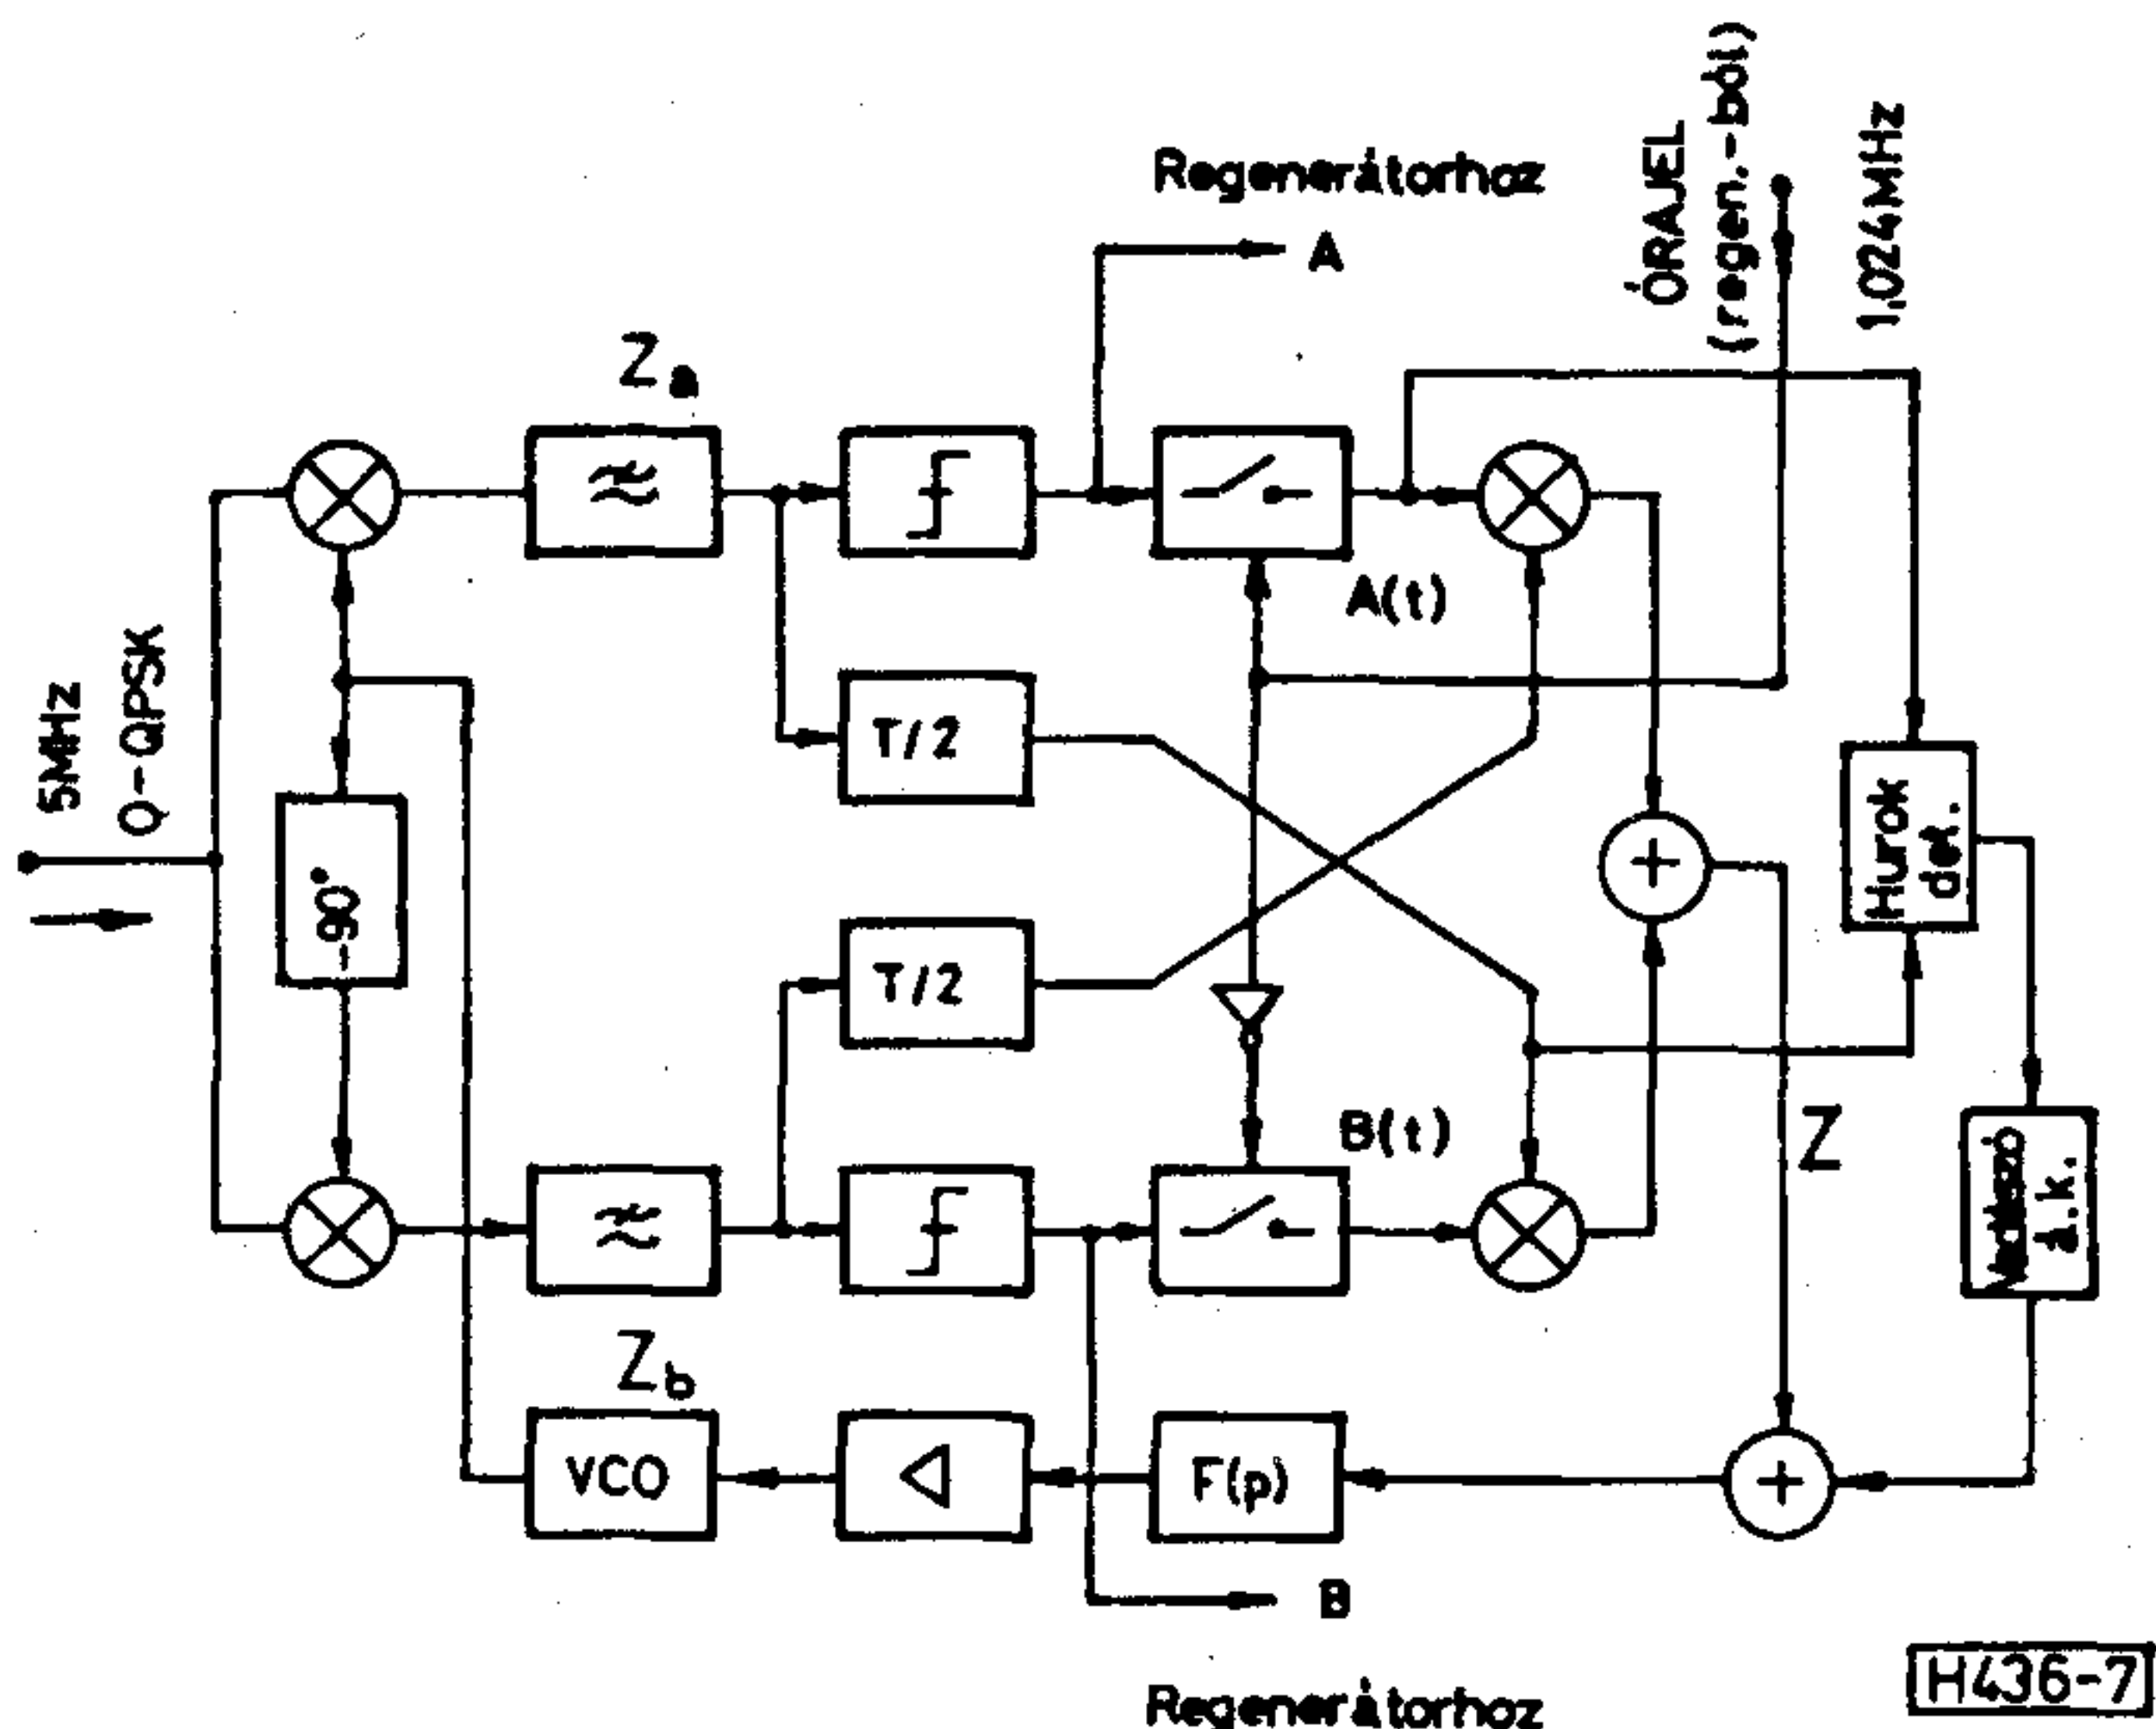 Regenerátorhoz
A
ÓRAJEL
(regen.-ből)
1,024MHz
Za
A(t)
5MHz
O-QPSK
T/2
-90°
Hurok
det.
T/2
B(t)
Z
á.k.
Zb
VCO
F(p)
B
Regenerátorhoz
H436-7